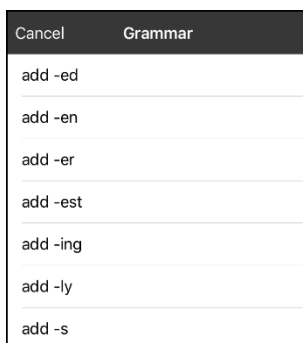 Cancel Grammar
add -ed
add -en
add -er
add -est
add -ing
add -ly
add -s